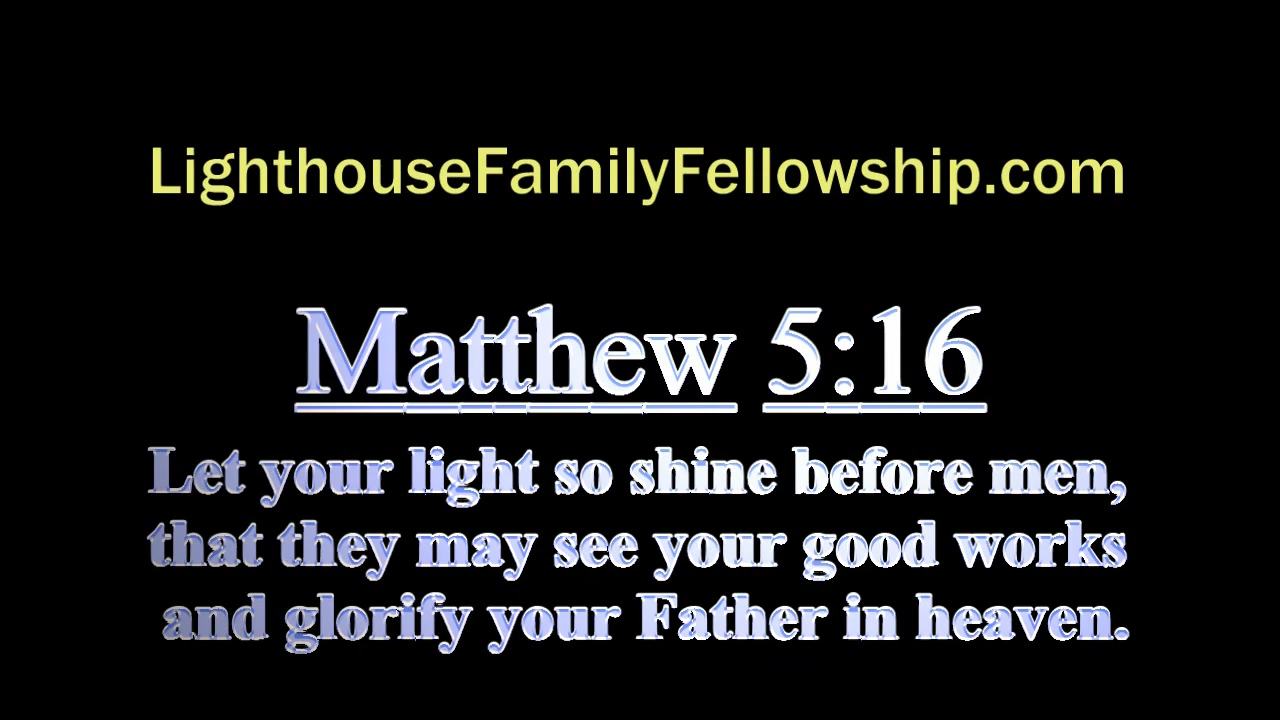 LighthouseFamilyFellowship.com
Matthew 5:16
Let your light so shine before men,
that they may see your good works
and glorify your Father in heaven.